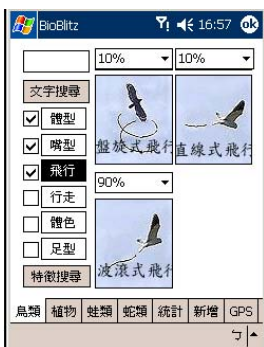 BioBlitz 16:57 ok
10% 10%
文字搜尋
體型
嘴型
飛行
行走
體色
足型
特徵搜尋
盤旋式飛行
直線式飛行
90%
波滾式飛行
鳥類 植物 蛙類 蛇類 統計 新增 GPS
ㄅ